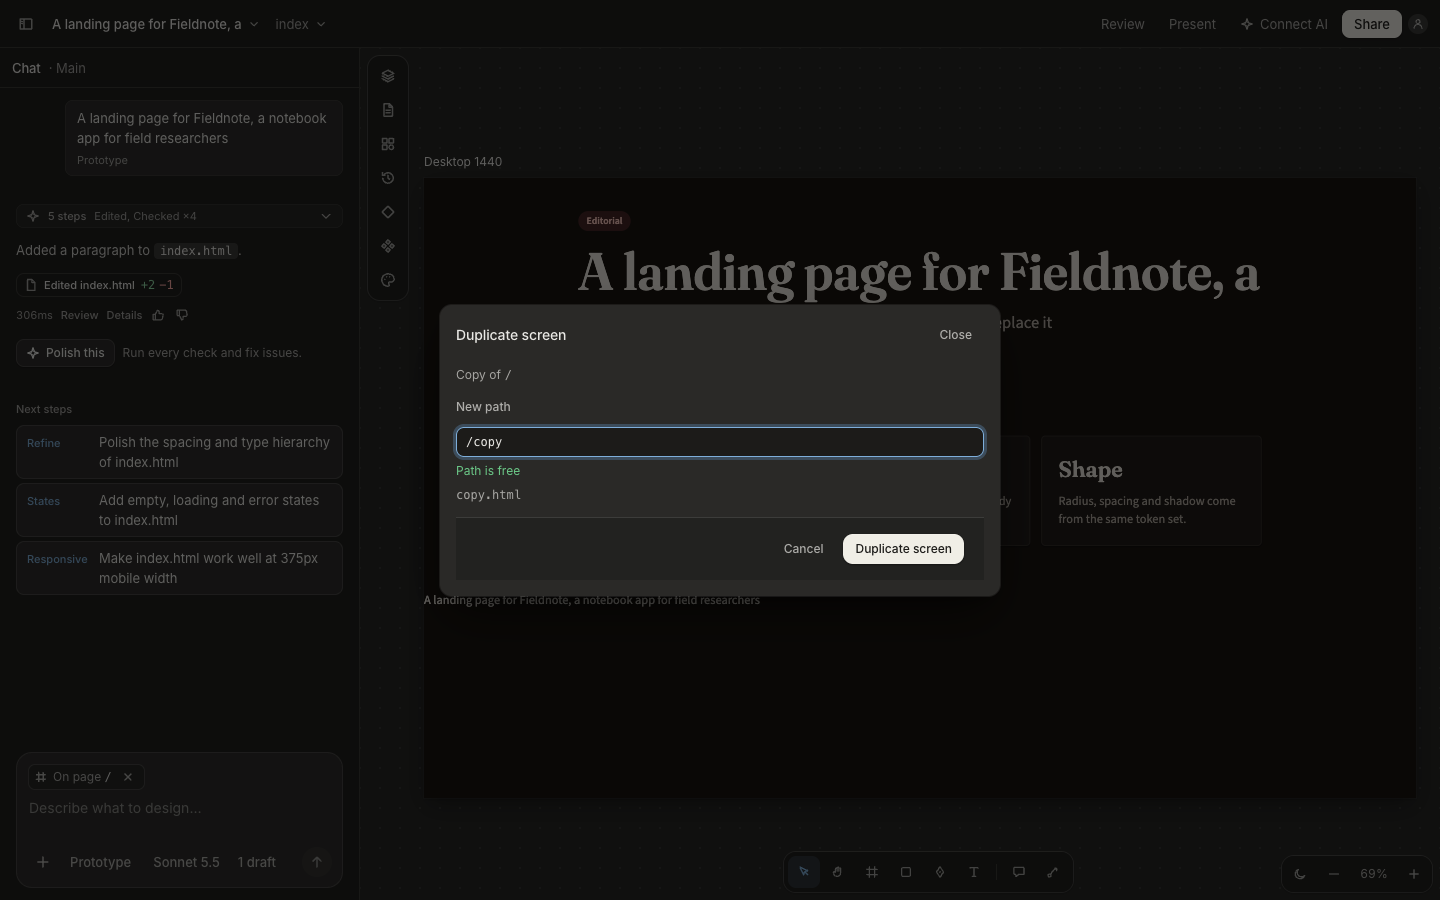 A landing page for Fieldnote, a
index
Review
Present
Connect AI
Share
Chat · Main
A landing page for Fieldnote, a notebook
app for field researchers
Prototype
5 steps Edited, Checked ×4
Added a paragraph to index.html.
Edited index.html +2 −1
306ms Review Details
Polish this Run every check and fix issues.
Next steps
Refine Polish the spacing and type hierarchy
of index.html
States Add empty, loading and error states
to index.html
Responsive Make index.html work well at 375px
mobile width
On page /
Describe what to design...
Prototype Sonnet 5.5 1 draft
Desktop 1440
Editorial
A landing page for Fieldnote, a
eplace it
Duplicate screen
Close
Copy of /
New path
/copy
Path is free
copy.html
Cancel
Duplicate screen
dy
Shape
Radius, spacing and shadow come
from the same token set.
A landing page for Fieldnote, a notebook app for field researchers
69%